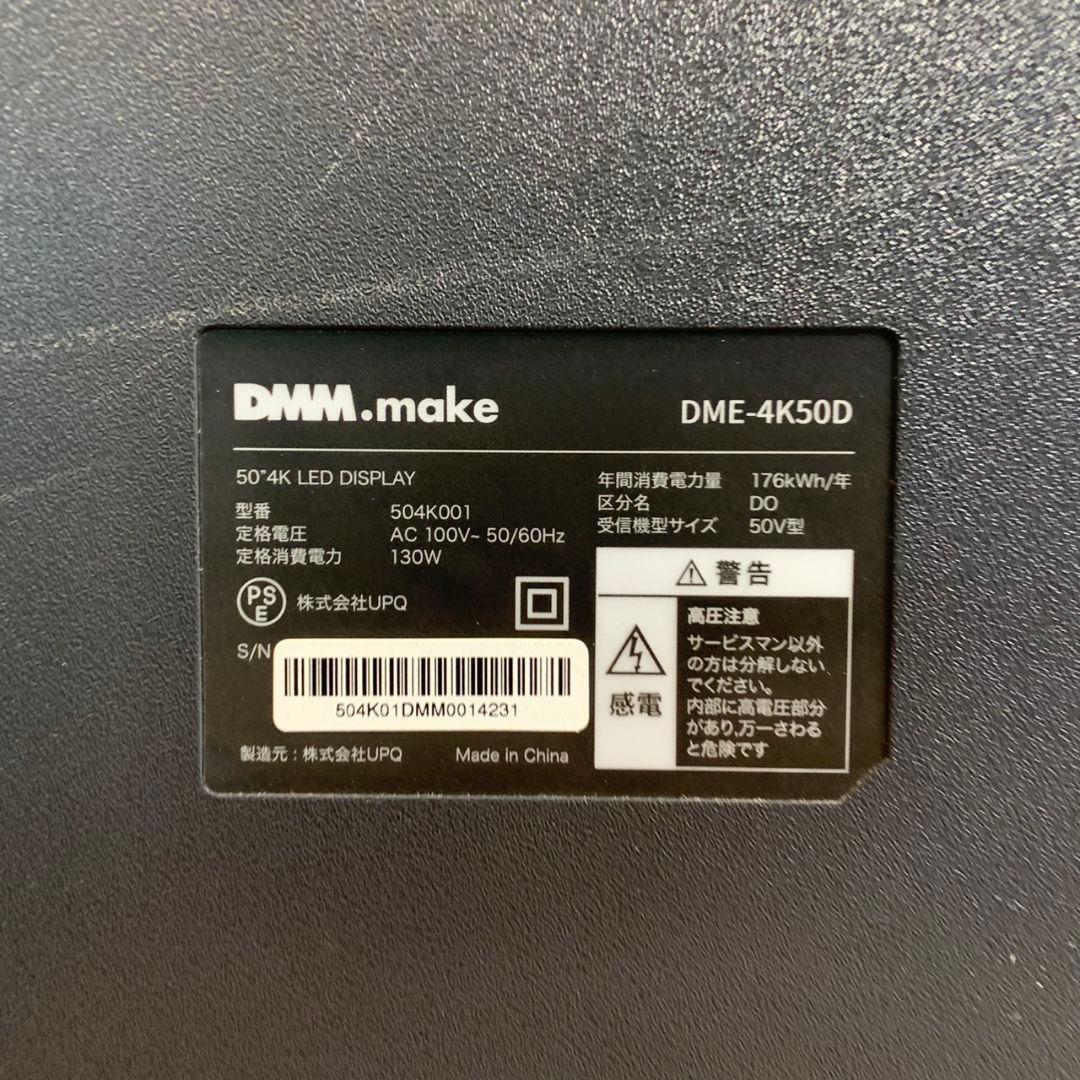 DMM.make
DME-4K50D
50”4K LED DISPLAY
型番 504K001
定格電圧 AC 100V~ 50/60Hz
定格消費電力 130W
PS
E
株式会社UPQ
S/N
504K01DMM0014231
製造元：株式会社UPQ Made in China
年間消費電力量 176kWh/年
区分名 DO
受信機型サイズ 50V型
警告
感電
高圧注意
サービスマン以外
の方は分解しない
でください。
内部に高電圧部分
があり,万一さわる
と危険です